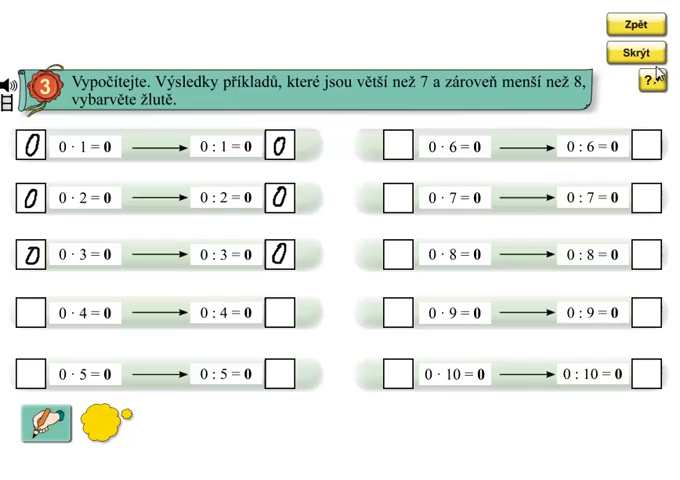 Zpět
Skrýt
?
3 Vypočítejte. Výsledky příkladů, které jsou větší než 7 a zároveň menší než 8,
vybarvěte žlutě.
0 0 · 1 = 0 0 : 1 = 0 0 0 · 6 = 0 0 : 6 = 0
0 0 · 2 = 0 0 : 2 = 0 0 0 · 7 = 0 0 : 7 = 0
0 0 · 3 = 0 0 : 3 = 0 0 0 · 8 = 0 0 : 8 = 0
0 · 4 = 0 0 : 4 = 0 0 · 9 = 0 0 : 9 = 0
0 · 5 = 0 0 : 5 = 0 0 · 10 = 0 0 : 10 = 0